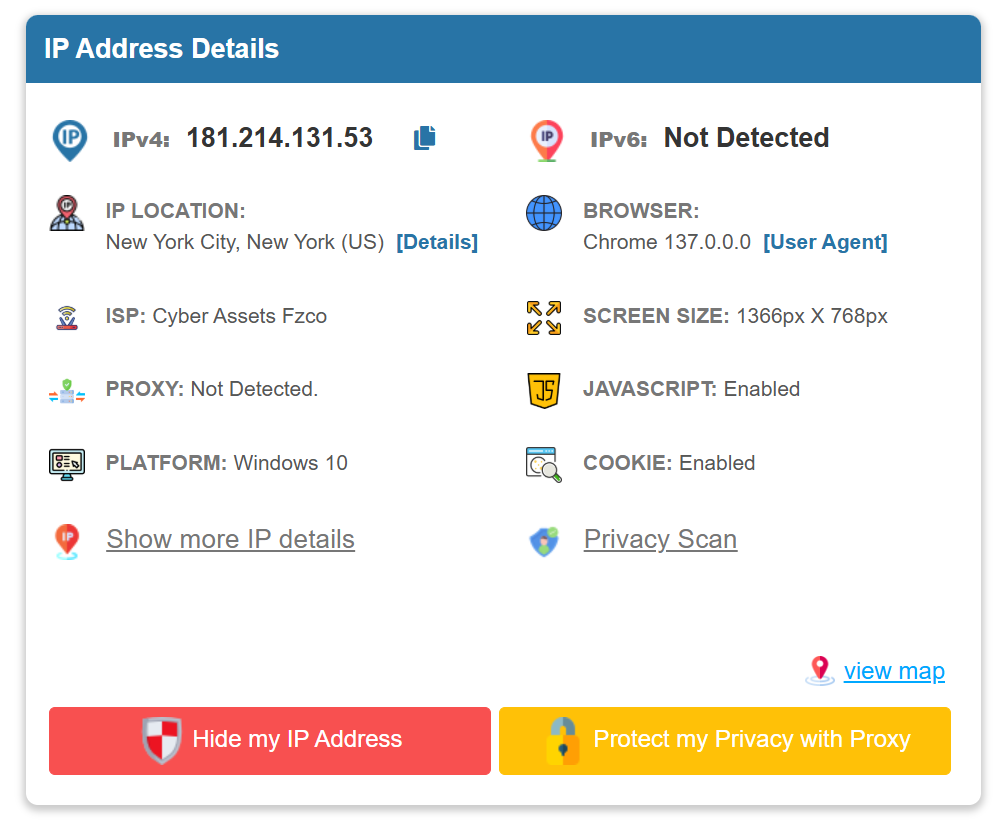 IP Address Details
IPv4: 181.214.131.53
IPv6: Not Detected
IP LOCATION:
New York City, New York (US) [Details]
BROWSER:
Chrome 137.0.0.0 [User Agent]
ISP: Cyber Assets Fzco
SCREEN SIZE: 1366px X 768px
PROXY: Not Detected.
JAVASCRIPT: Enabled
PLATFORM: Windows 10
COOKIE: Enabled
Show more IP details
Privacy Scan
view map
Hide my IP Address
Protect my Privacy with Proxy